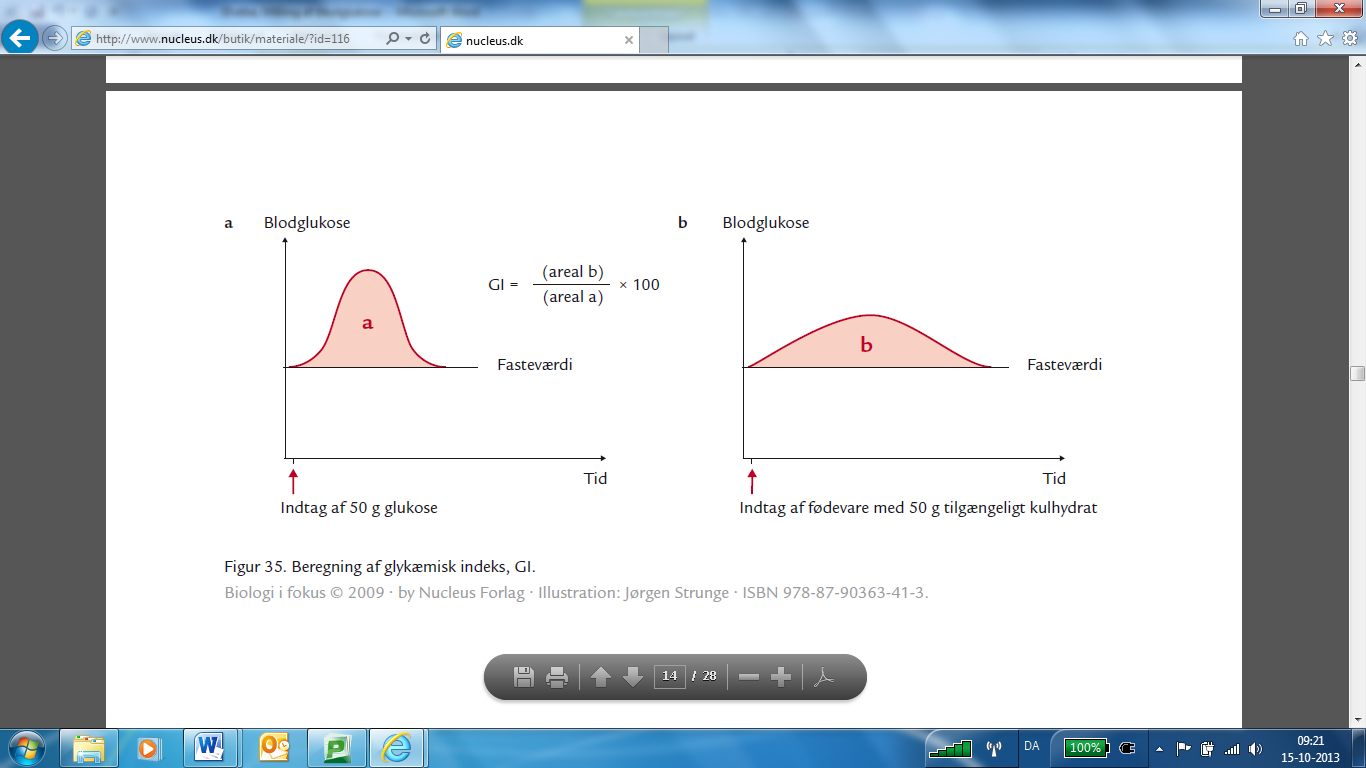 http://www.nucleus.dk/butik/materiale/?id=116
nucleus.dk
a Blodglukose
b Blodglukose
GI = (areal b) / (areal a) × 100
a
b
Fasteværdi
Fasteværdi
Tid
Tid
Indtag af 50 g glukose
Indtag af fødevare med 50 g tilgængeligt kulhydrat
Figur 35. Beregning af glykæmisk indeks, GI.
Biologi i fokus © 2009 · by Nucleus Forlag · Illustration: Jørgen Strunge · ISBN 978-87-90363-41-3.
14 / 28
DA
100%
09:21
15-10-2013